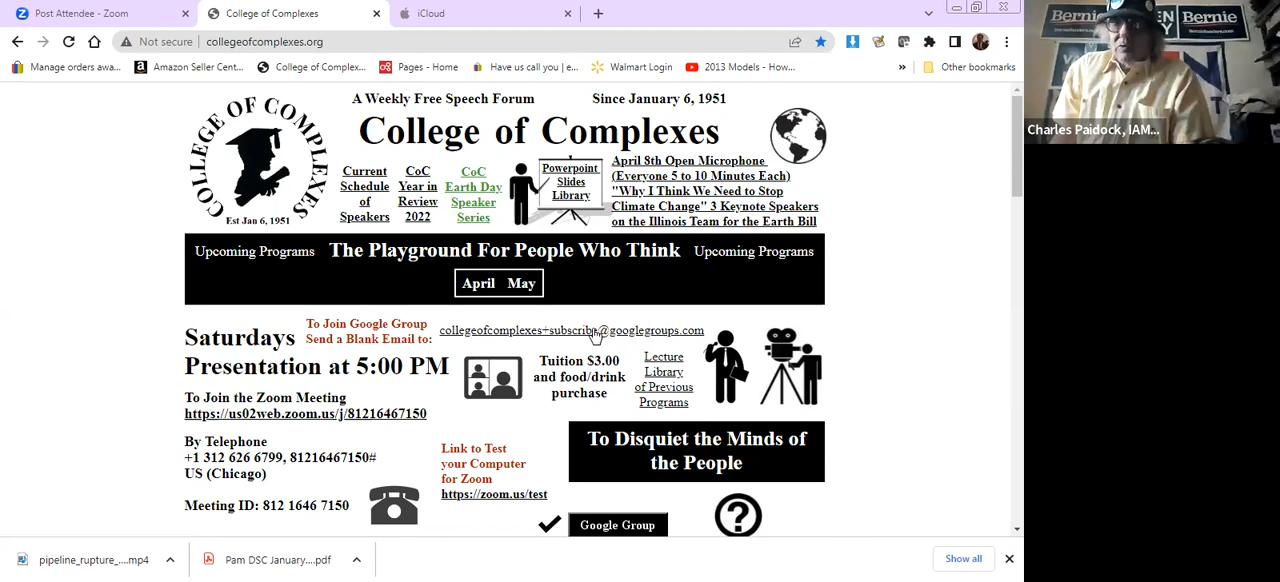 Post Attendee - Zoom
College of Complexes
iCloud
Not secure
collegeofcomplexes.org
Manage orders awa...
Amazon Seller Cent...
College of Complex...
Pages - Home
Have us call you | e...
Walmart Login
2013 Models - How...
»
Other bookmarks
COLLEGE OF COMPLEXES
Est Jan 6, 1951
A Weekly Free Speech Forum
Since January 6, 1951
College of Complexes
Current
Schedule
of
Speakers
CoC
Year in
Review
2022
CoC
Earth Day
Speaker
Series
Powerpoint
Slides
Library
April 8th Open Microphone
(Everyone 5 to 10 Minutes Each)
"Why I Think We Need to Stop
Climate Change" 3 Keynote Speakers
on the Illinois Team for the Earth Bill
Upcoming Programs
The Playground For People Who Think
Upcoming Programs
April May
Saturdays
Presentation at 5:00 PM
To Join Google Group
Send a Blank Email to:
collegeofcomplexes+subscribe@googlegroups.com
Tuition $3.00
and food/drink
purchase
Lecture
Library
of Previous
Programs
To Join the Zoom Meeting
https://us02web.zoom.us/j/81216467150
By Telephone
+1 312 626 6799, 81216467150#
US (Chicago)
Meeting ID: 812 1646 7150
Link to Test
your Computer
for Zoom
https://zoom.us/test
To Disquiet the Minds of
the People
Google Group
?
pipeline_rupture_....mp4
Pam DSC January....pdf
Show all
Bernie
Bernie
Charles Paidock, IAM...